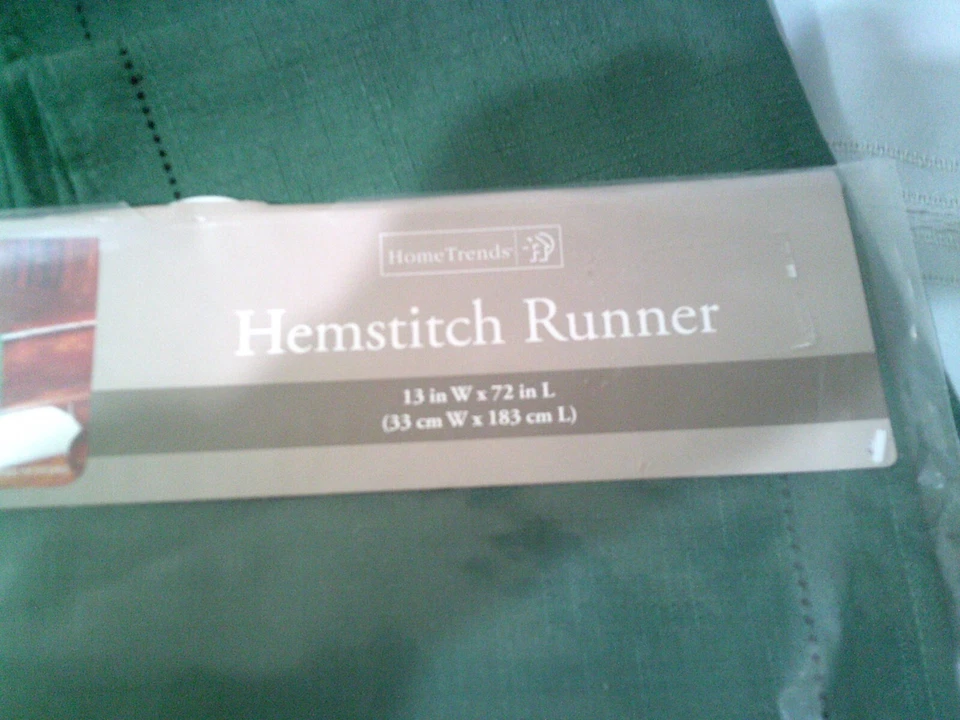 HomeTrends
Hemstitch Runner
13 in W x 72 in L
(33 cm W x 183 cm L)